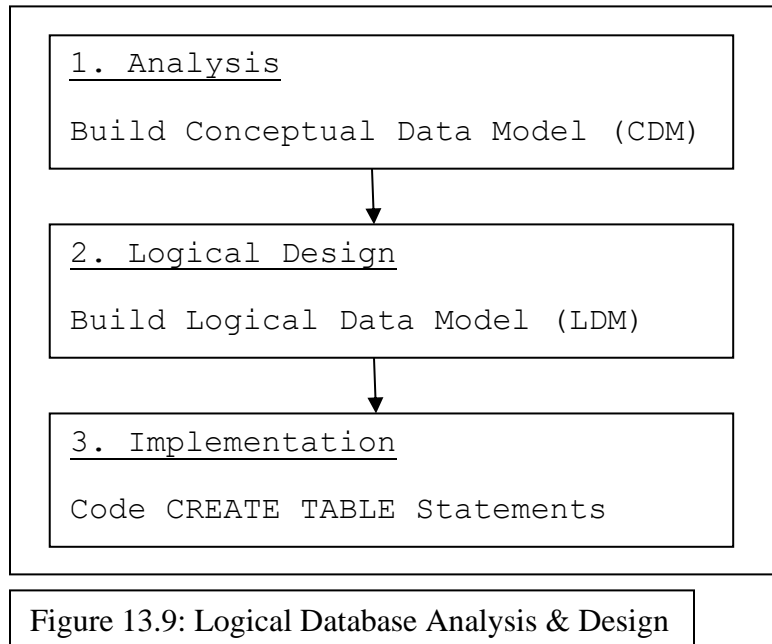 1. Analysis
Build Conceptual Data Model (CDM)
2. Logical Design
Build Logical Data Model (LDM)
3. Implementation
Code CREATE TABLE Statements
Figure 13.9: Logical Database Analysis & Design